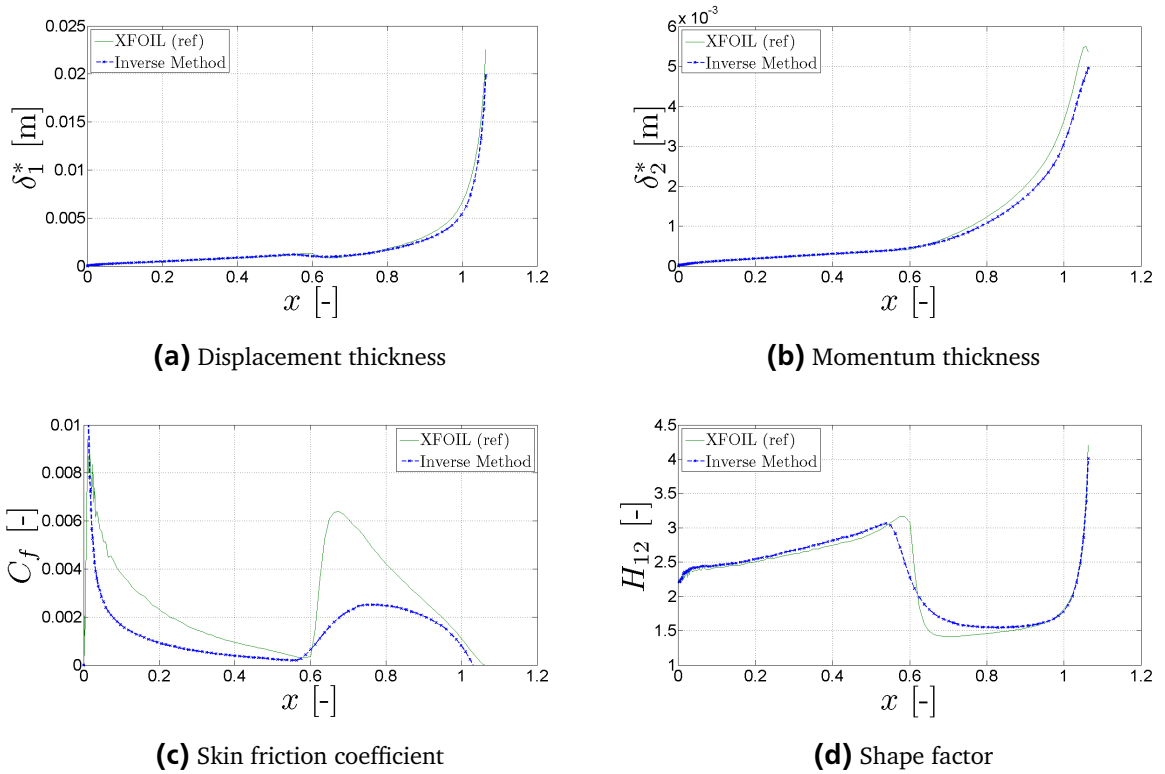 0.025
0.02
0.015
0.01
0.005
0
δ₁* [m]
XFOIL (ref)
Inverse Method
0 0.2 0.4 0.6 0.8 1 1.2
x [-]
(a) Displacement thickness
6 x 10⁻³
5
4
3
2
1
0
δ₂* [m]
XFOIL (ref)
Inverse Method
0 0.2 0.4 0.6 0.8 1 1.2
x [-]
(b) Momentum thickness
0.01
0.008
0.006
0.004
0.002
0
C_f [-]
XFOIL (ref)
Inverse Method
0 0.2 0.4 0.6 0.8 1 1.2
x [-]
(c) Skin friction coefficient
4.5
4
3.5
3
2.5
2
1.5
1
H₁₂ [-]
XFOIL (ref)
Inverse Method
0 0.2 0.4 0.6 0.8 1 1.2
x [-]
(d) Shape factor